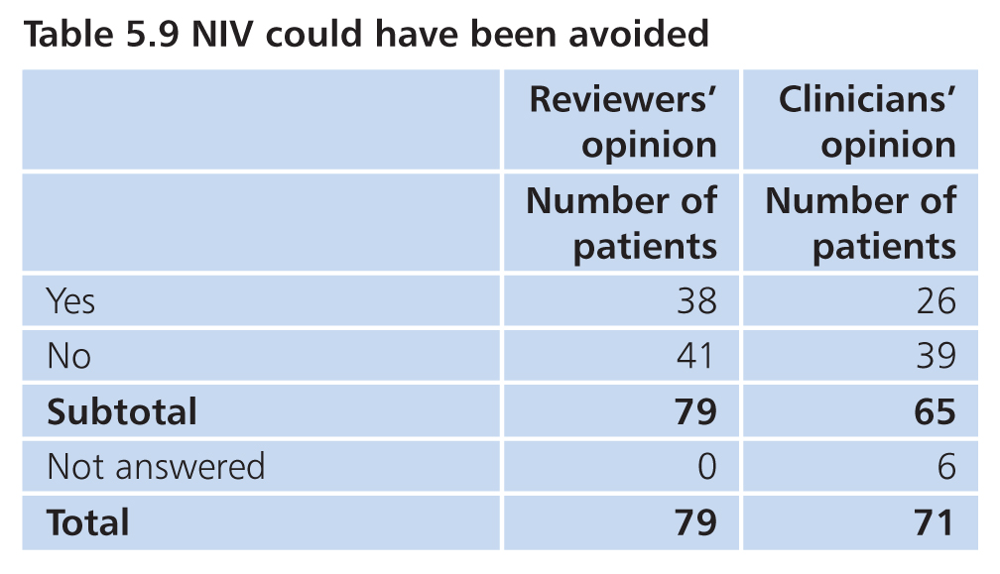 Table 5.9 NIV could have been avoided
Reviewers’ Clinicians’
opinion opinion
Number of Number of
patients patients
Yes 38 26
No 41 39
Subtotal 79 65
Not answered 0 6
Total 79 71